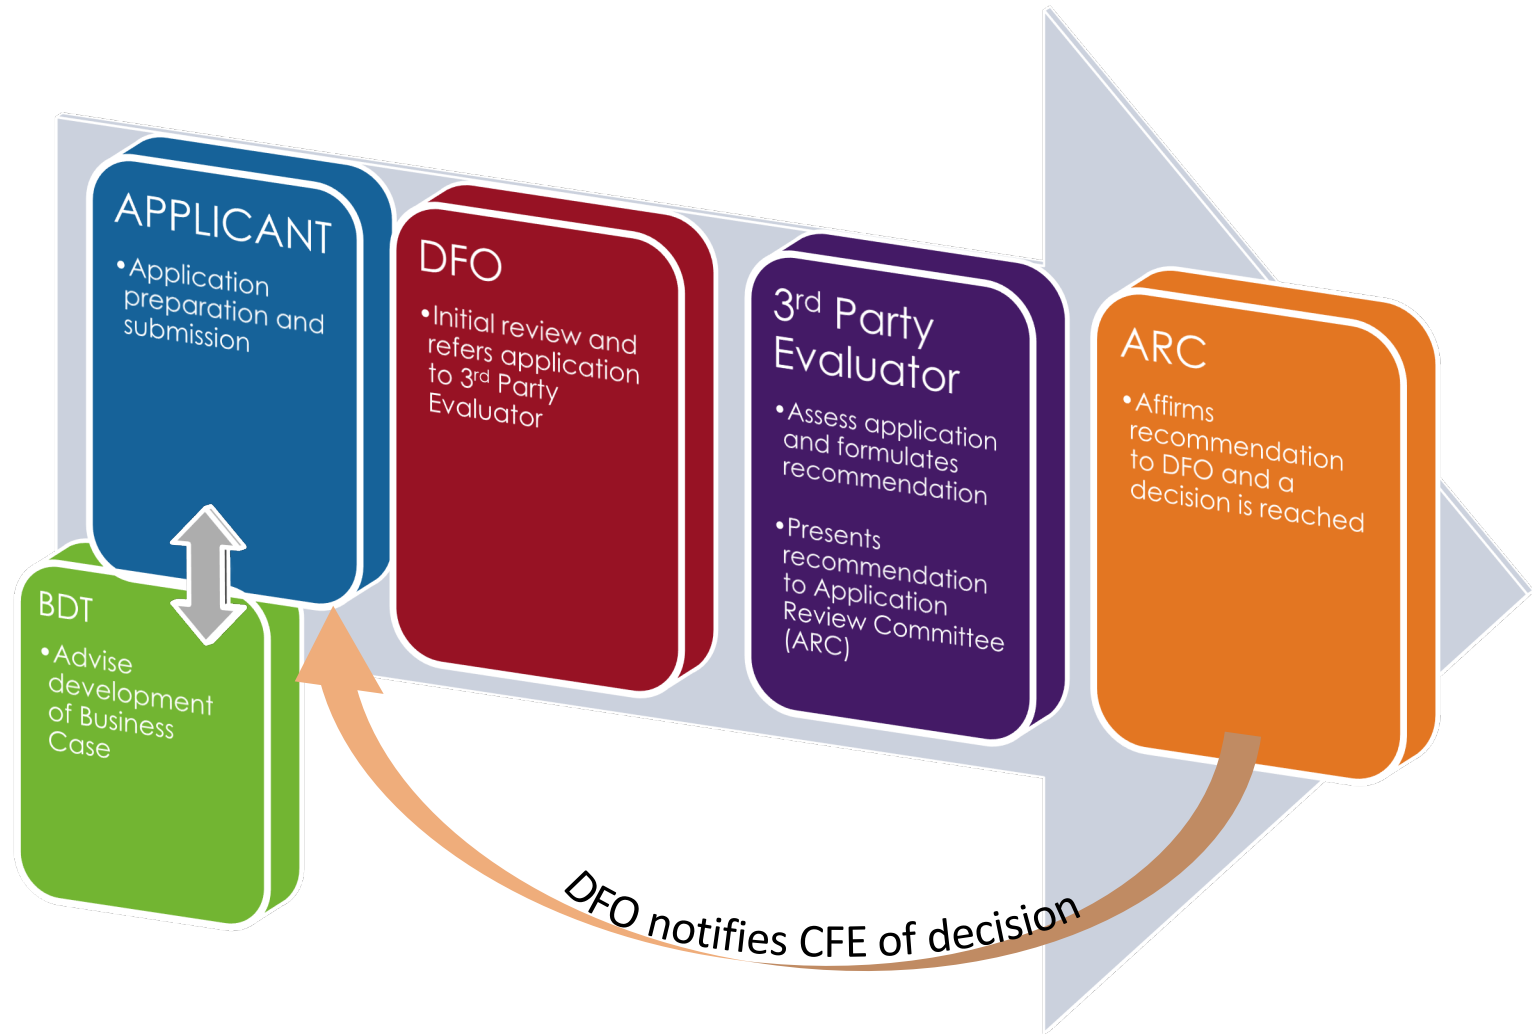 APPLICANT
•Application
preparation and
submission
BDT
•Advise
development
of Business
Case
DFO
•Initial review and
refers application
to 3rd Party
Evaluator
3rd Party
Evaluator
•Assess application
and formulates
recommendation
•Presents
recommendation
to Application
Review Committee
(ARC)
ARC
•Affirms
recommendation
to DFO and a
decision is reached
DFO notifies CFE of decision